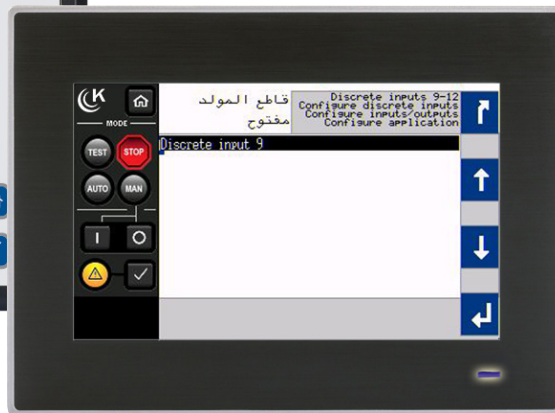 CK
MODE
TEST
STOP
AUTO
MAN
I
O
قاطع المولد
مفتوح
Discrete inputs 9-12
Configure discrete inputs
Configure inputs/outputs
Configure application
Discrete input 9